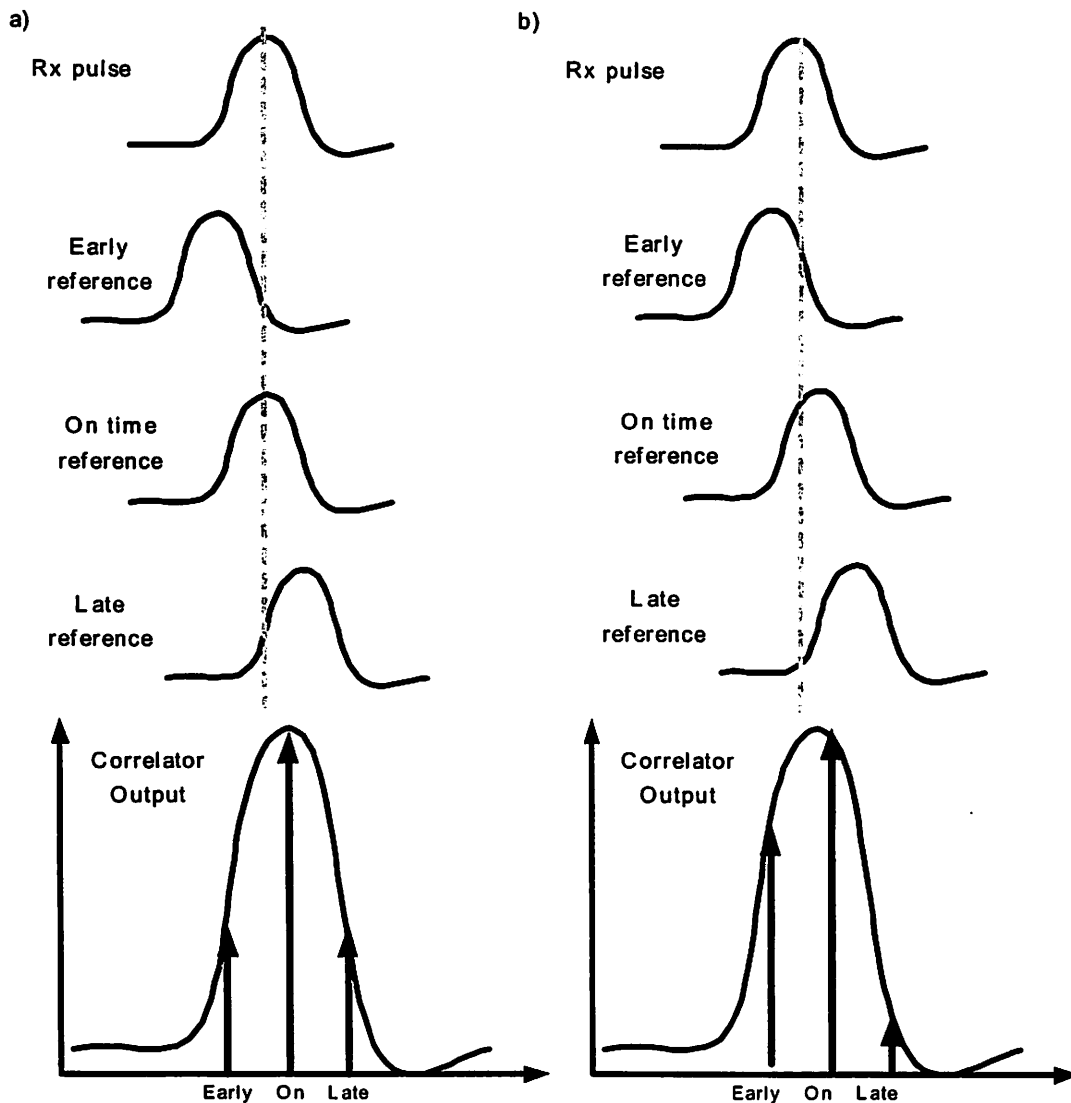 a)
Rx pulse
Early
reference
On time
reference
Late
reference
Correlator
Output
Early On Late
b)
Rx pulse
Early
reference
On time
reference
Late
reference
Correlator
Output
Early On Late